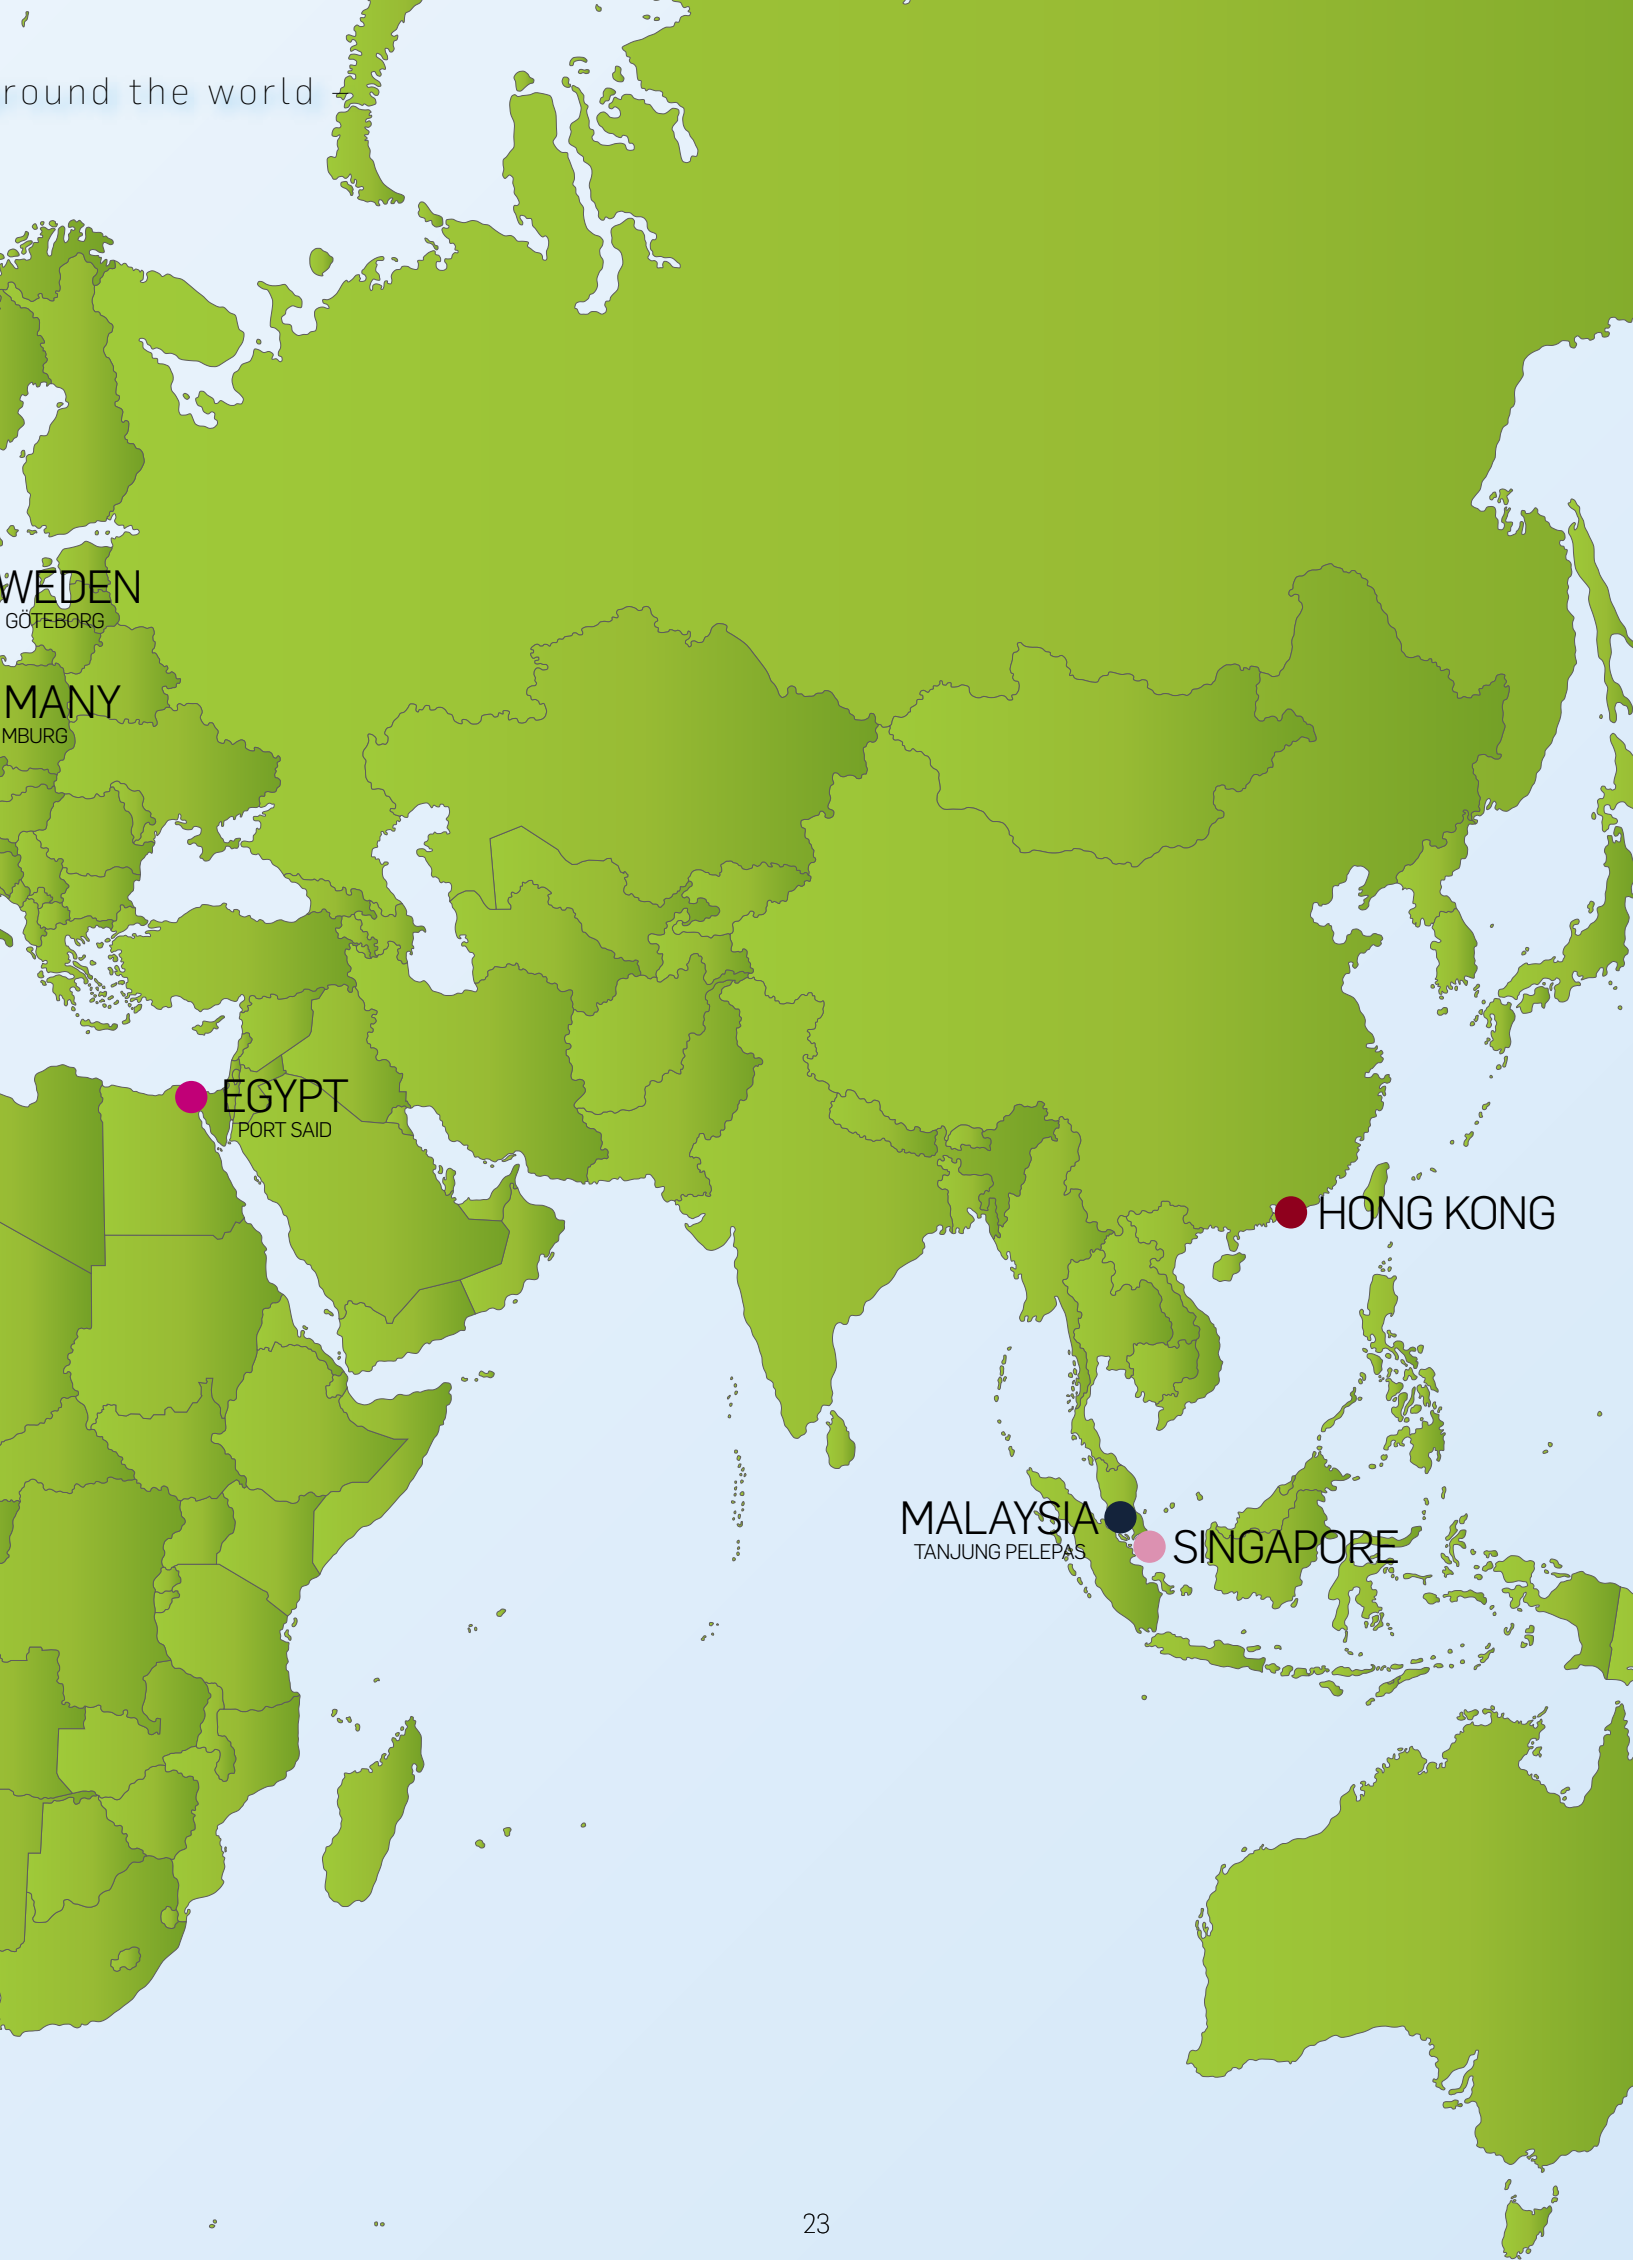 round the world –
WEDEN
GÖTEBORG
MANY
MBURG
EGYPT
PORT SAID
HONG KONG
MALAYSIA
TANJUNG PELEPAS
SINGAPORE
23